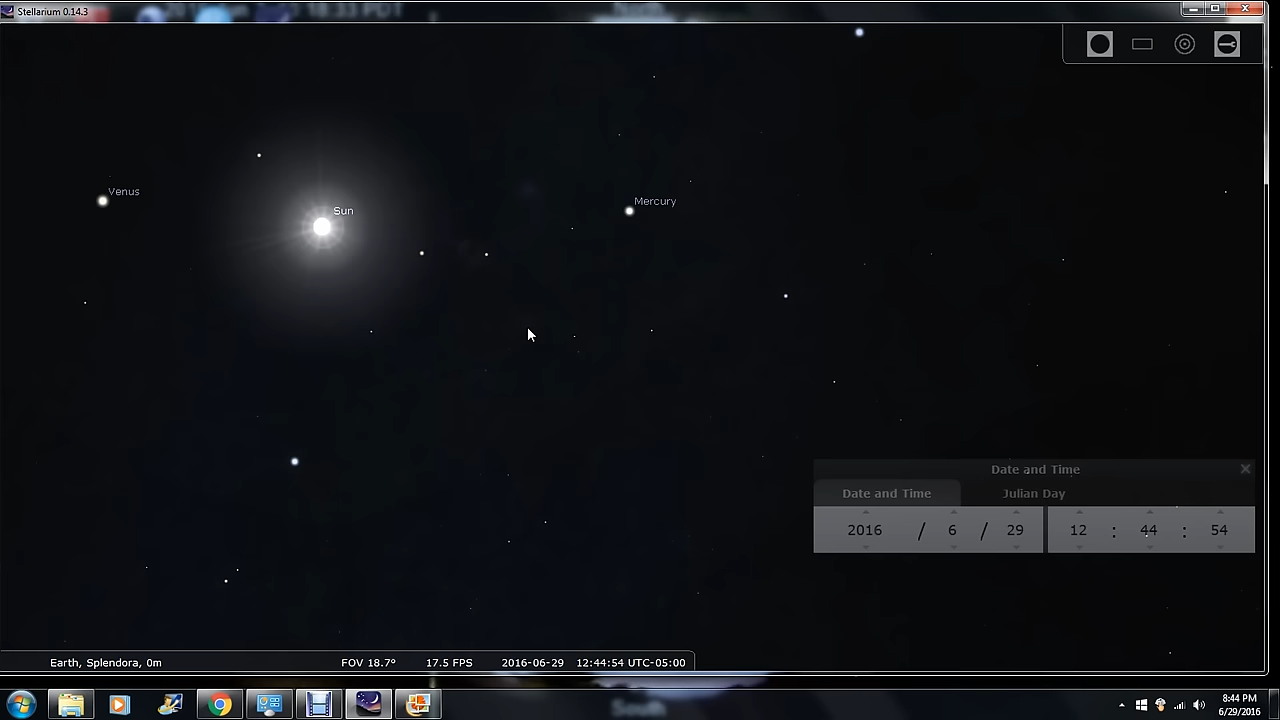 Stellarium 0.14.3
Venus
Sun
Mercury
Date and Time
Date and Time Julian Day
2016 / 6 / 29 12 : 44 : 54
Earth, Splendora, 0m FOV 18.7° 17.5 FPS 2016-06-29 12:44:54 UTC-05:00
8:44 PM
6/29/2016
South